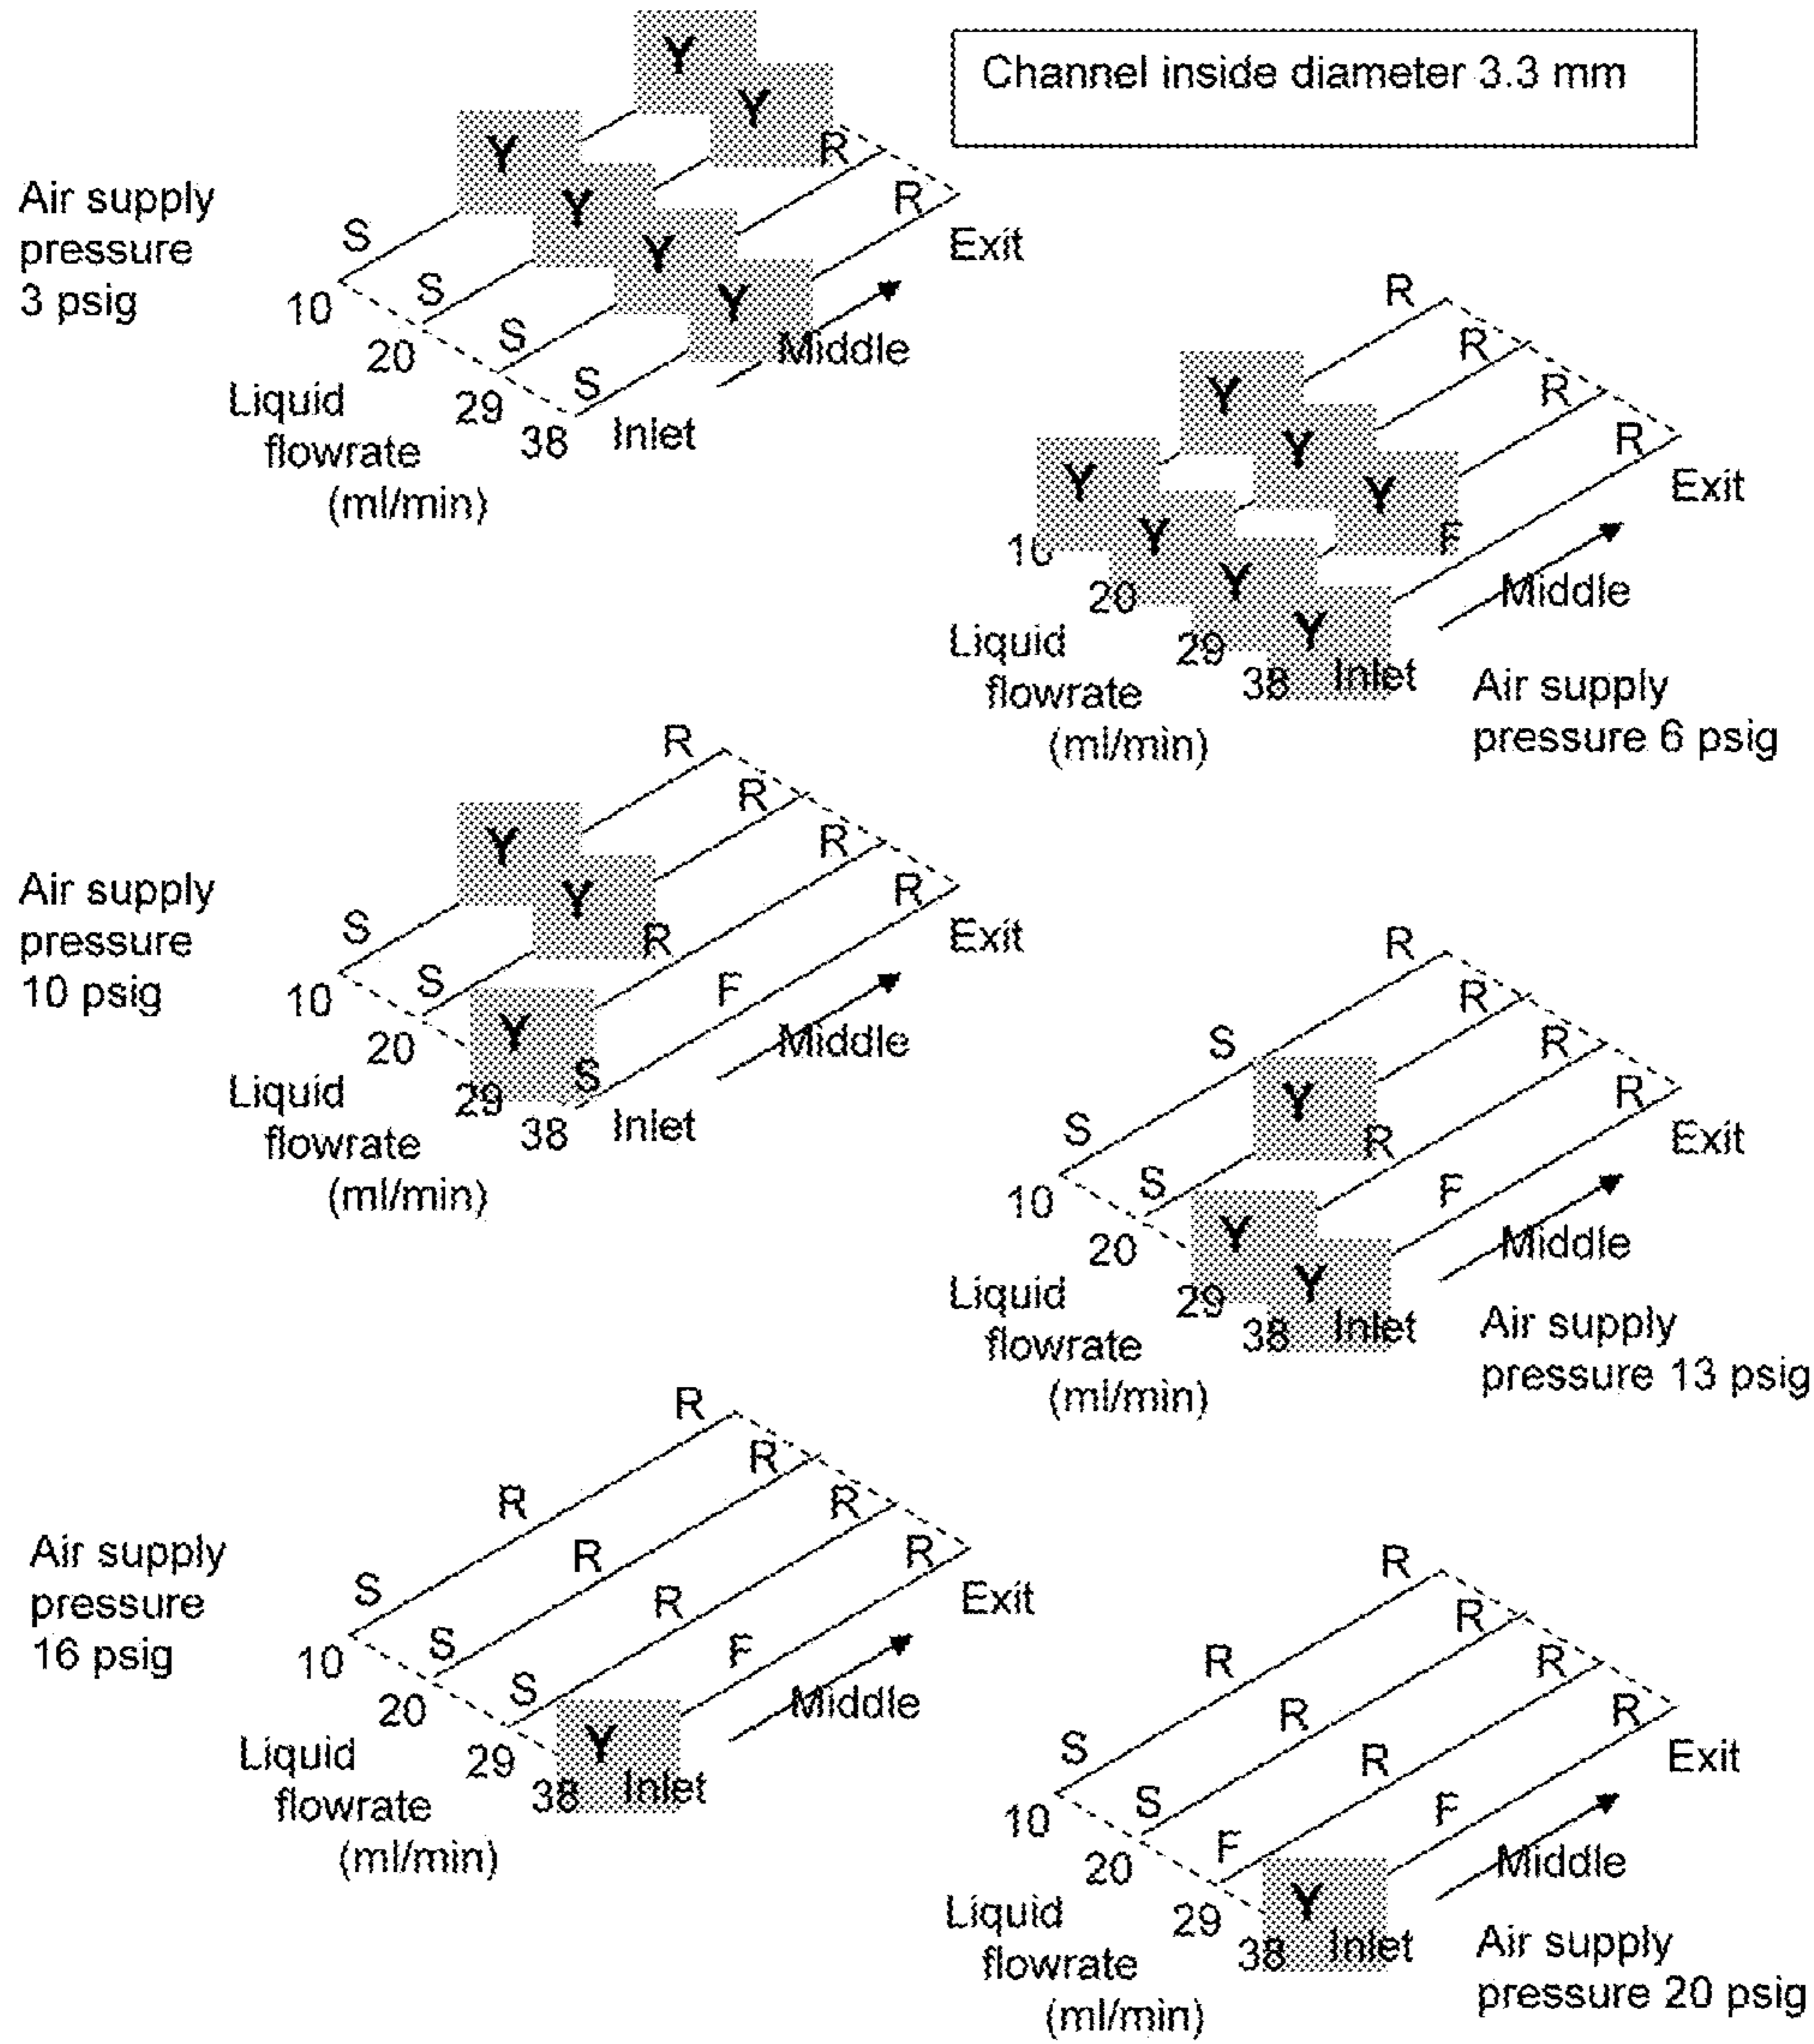 Channel inside diameter 3.3 mm
Air supply
pressure
3 psig
Y
Y
R
R
Y
Y
Y
Y
S
S
S
S
10
20
29
38
Liquid
flowrate
(ml/min)
Inlet
Middle
Exit
R
R
R
R
Y
Y
Y
F
Y
Y
Y
Y
10
20
29
38
Liquid
flowrate
(ml/min)
Inlet
Middle
Exit
Air supply
pressure 6 psig
Air supply
pressure
10 psig
R
R
R
R
Y
Y
R
F
S
S
Y
S
10
20
29
38
Liquid
flowrate
(ml/min)
Inlet
Middle
Exit
R
R
R
R
S
Y
R
F
S
S
Y
Y
10
20
29
38
Liquid
flowrate
(ml/min)
Inlet
Middle
Exit
Air supply
pressure 13 psig
Air supply
pressure
16 psig
R
R
R
R
R
R
R
F
S
S
S
Y
10
20
29
38
Liquid
flowrate
(ml/min)
Inlet
Middle
Exit
R
R
R
R
R
R
R
F
S
S
F
Y
10
20
29
38
Liquid
flowrate
(ml/min)
Inlet
Middle
Exit
Air supply
pressure 20 psig